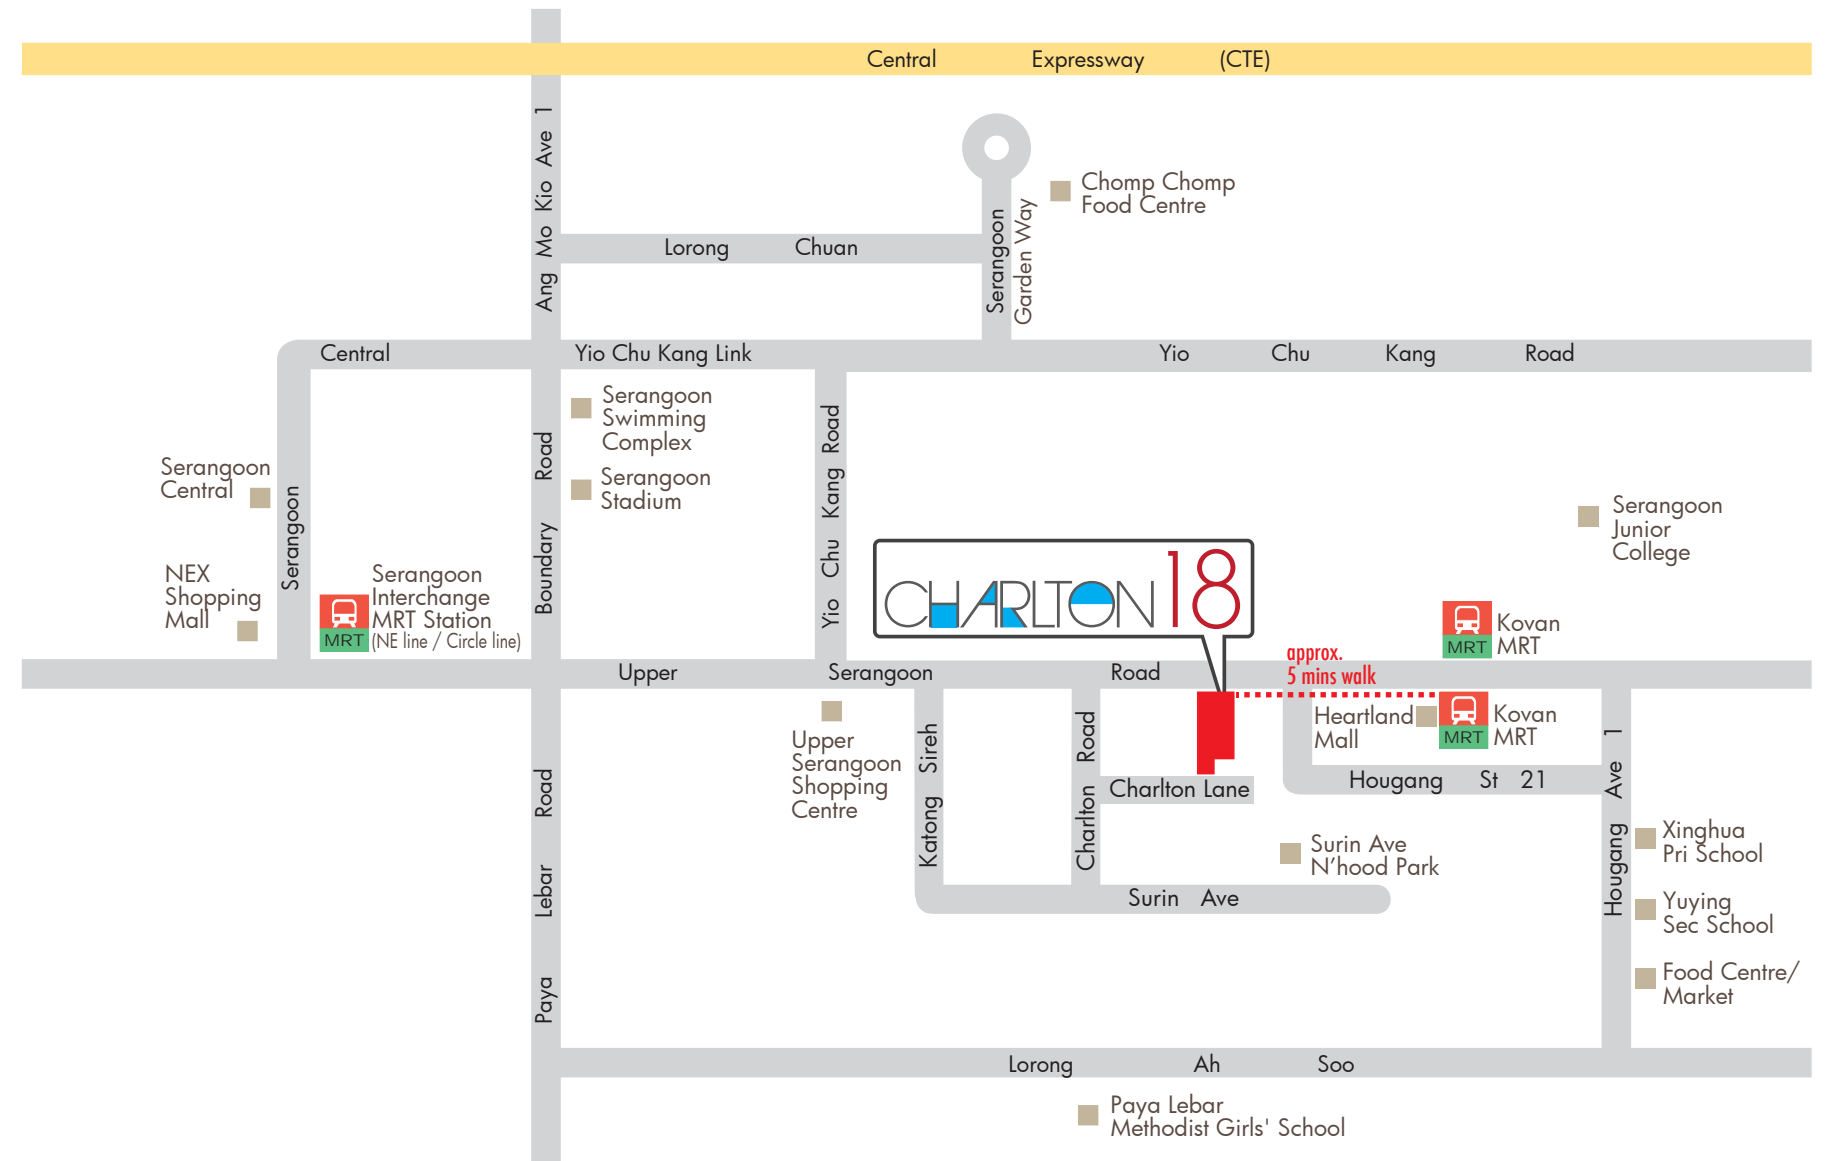 Central Expressway (CTE)
Ang Mo Kio Ave 1
Chomp Chomp
Food Centre
Serangoon
Garden Way
Lorong Chuan
Central
Yio Chu Kang Link
Yio Chu Kang Road
Serangoon
Swimming
Complex
Serangoon
Stadium
Boundary Road
Yio Chu Kang Road
Serangoon
Central
Serangoon
NEX
Shopping
Mall
MRT
Serangoon
Interchange
MRT Station
(NE line / Circle line)
CHARLTON 18
Serangoon
Junior
College
MRT
Kovan
MRT
Upper Serangoon Road
approx.
5 mins walk
Heartland
Mall
MRT
Kovan
MRT
Upper
Serangoon
Shopping
Centre
Katong Sireh
Charlton Road
Charlton Lane
Hougang St 21
Hougang Ave 1
Surin Ave
N’hood Park
Surin Ave
Xinghua
Pri School
Yuying
Sec School
Food Centre/
Market
Paya Lebar Road
Lorong Ah Soo
Paya Lebar
Methodist Girls' School